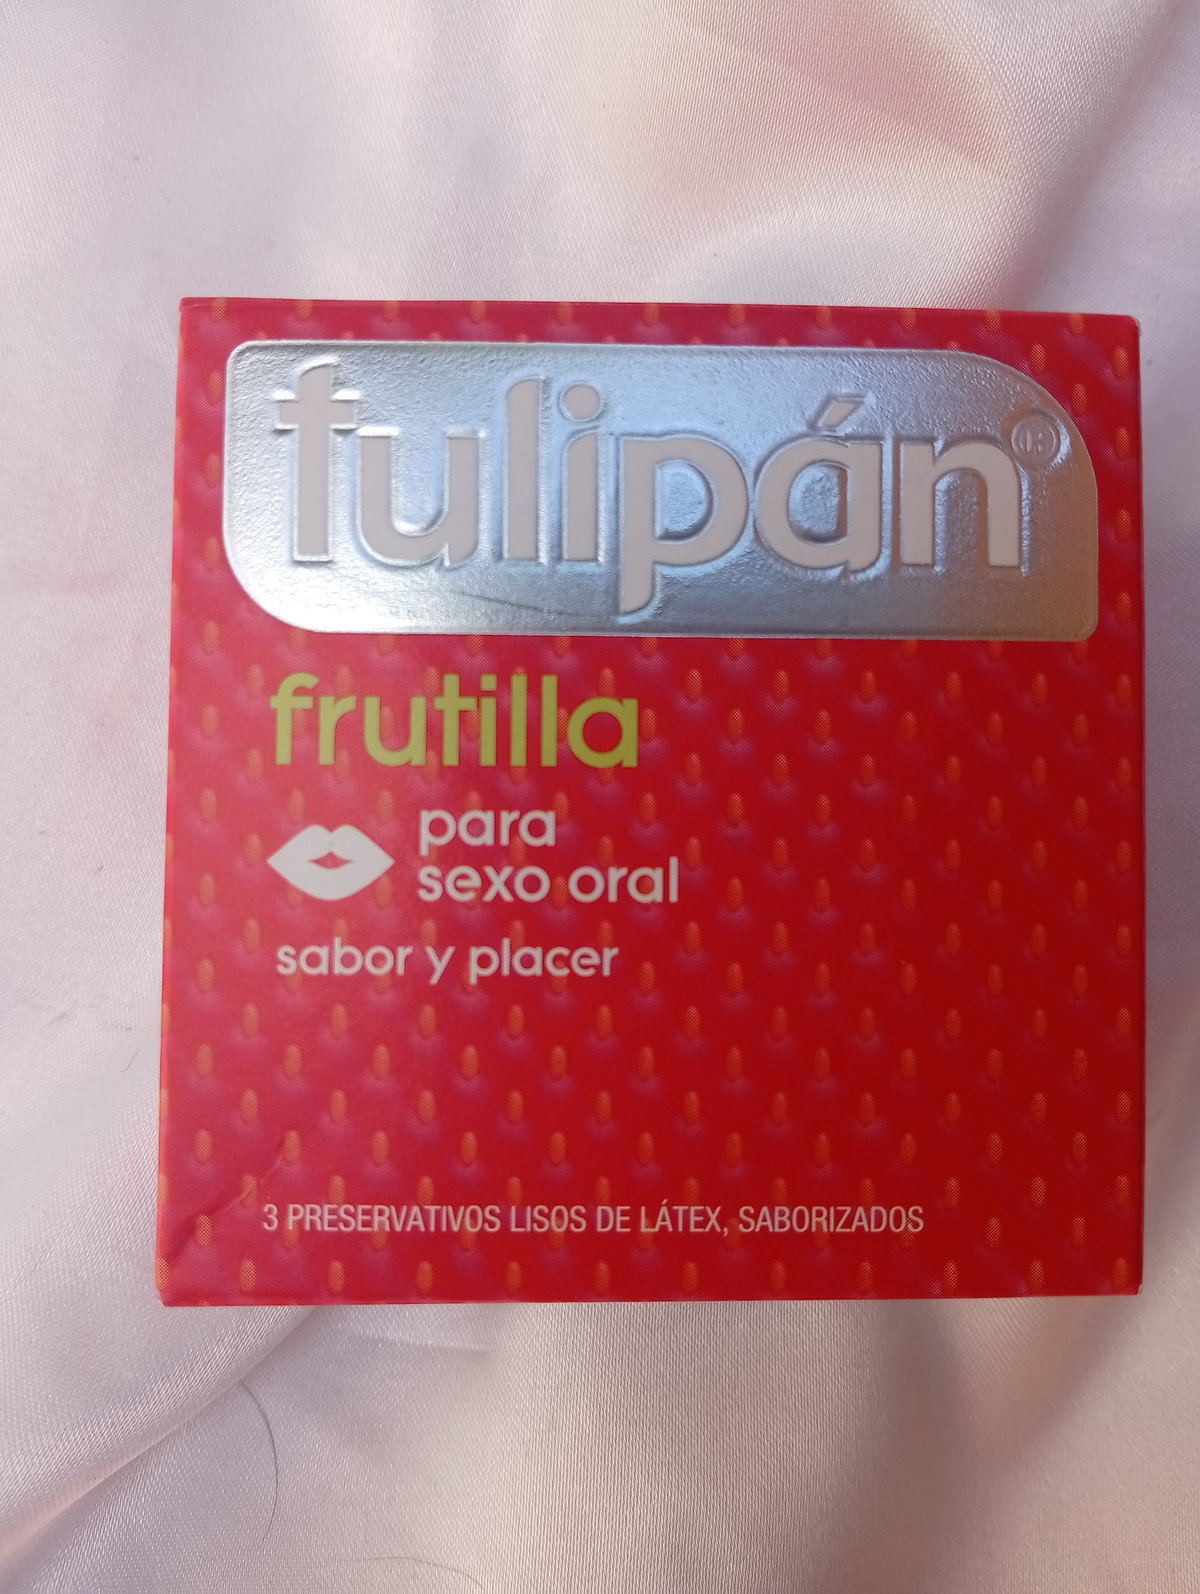 tulipán®
frutilla
para
sexo oral
sabor y placer
3 PRESERVATIVOS LISOS DE LÁTEX, SABORIZADOS